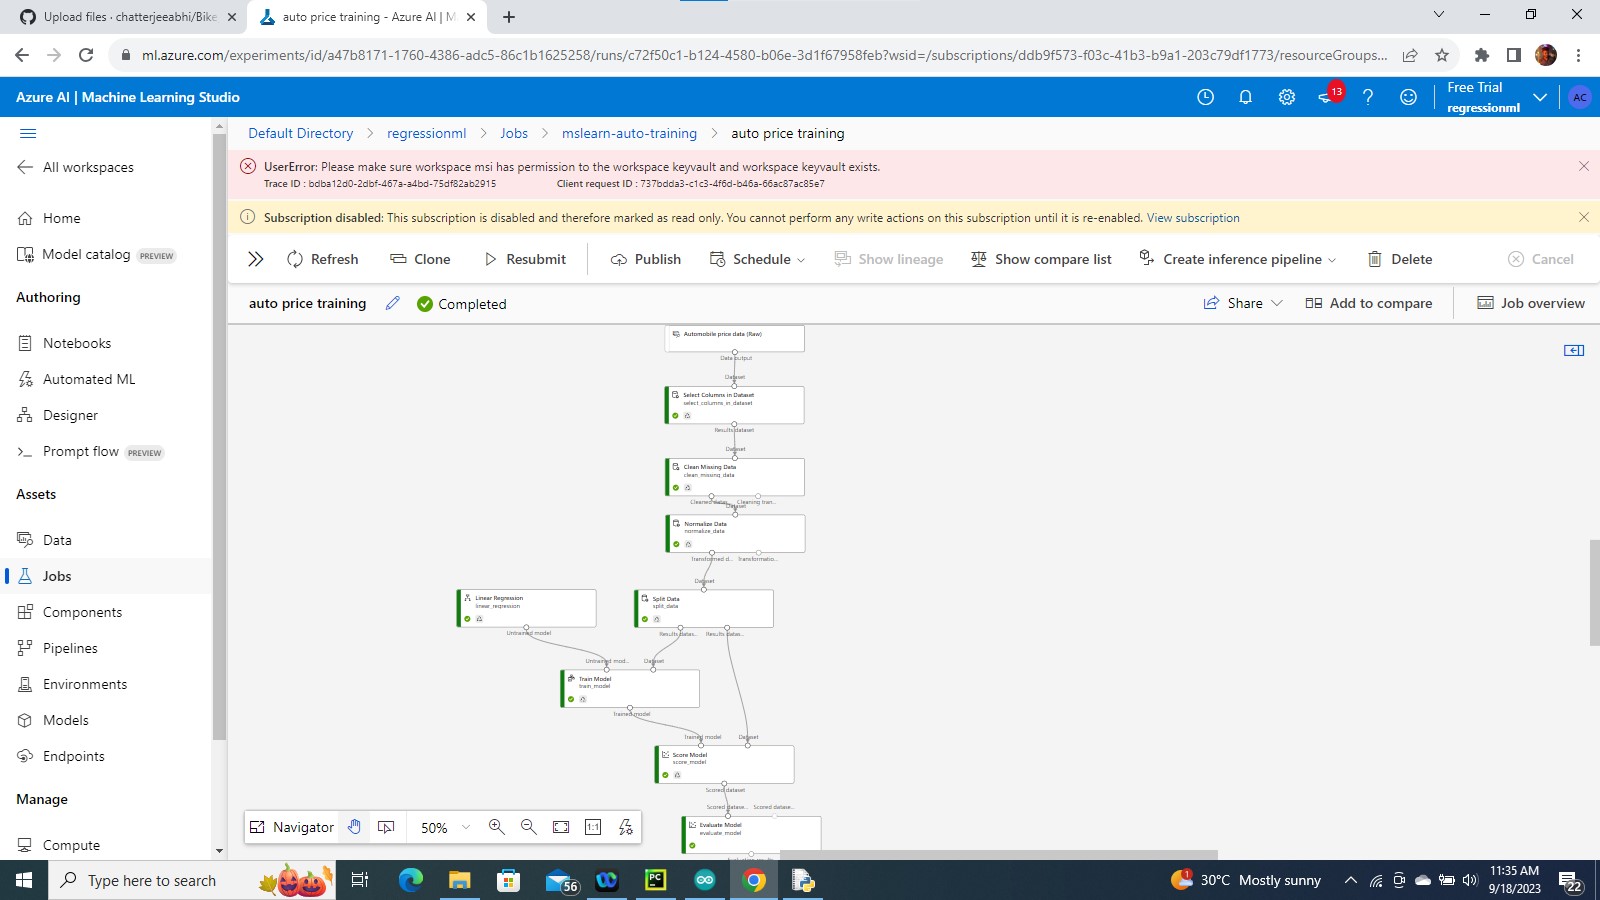 Upload files · chatterjeeabhi/Bike
auto price training - Azure AI | M
ml.azure.com/experiments/id/a47b8171-1760-4386-adc5-86c1b1625258/runs/c72f50c1-b124-4580-b06e-3d1f67958feb?wsid=/subscriptions/ddb9f573-f03c-41b3-b9a1-203c79df1773/resourceGroups...
Azure AI | Machine Learning Studio
13
Free Trial
regressionml
AC
All workspaces
Home
Model catalog PREVIEW
Authoring
Notebooks
Automated ML
Designer
Prompt flow PREVIEW
Assets
Data
Jobs
Components
Pipelines
Environments
Models
Endpoints
Manage
Compute
Default Directory > regressionml > Jobs > mslearn-auto-training > auto price training
UserError: Please make sure workspace msi has permission to the workspace keyvault and workspace keyvault exists.
Trace ID : bdba12d0-2dbf-467a-a4bd-75df82ab2915 Client request ID : 737bdda3-c1c3-4f6d-b46a-66ac87ac85e7
Subscription disabled: This subscription is disabled and therefore marked as read only. You cannot perform any write actions on this subscription until it is re-enabled. View subscription
Refresh Clone Resubmit Publish Schedule Show lineage Show compare list Create inference pipeline Delete Cancel
auto price training Completed Share Add to compare Job overview
Automobile price data (Raw)
Data output
Dataset
Select Columns in Dataset
select_columns_in_dataset
Results dataset
Dataset
Clean Missing Data
clean_missing_data
Cleaned datas... Cleaning tran...
Dataset
Normalize Data
normalize_data
Transformed d... Transformatio...
Dataset
Linear Regression
linear_regression
Untrained model
Split Data
split_data
Results datas... Results datas...
Untrained mod... Dataset
Train Model
train_model
Trained model
Trained model Dataset
Score Model
score_model
Scored dataset
Scored datase... Scored datase...
Evaluate Model
evaluate_model
Navigator 50% 1:1
Type here to search
56
PC
1
30°C Mostly sunny
11:35 AM
9/18/2023
22